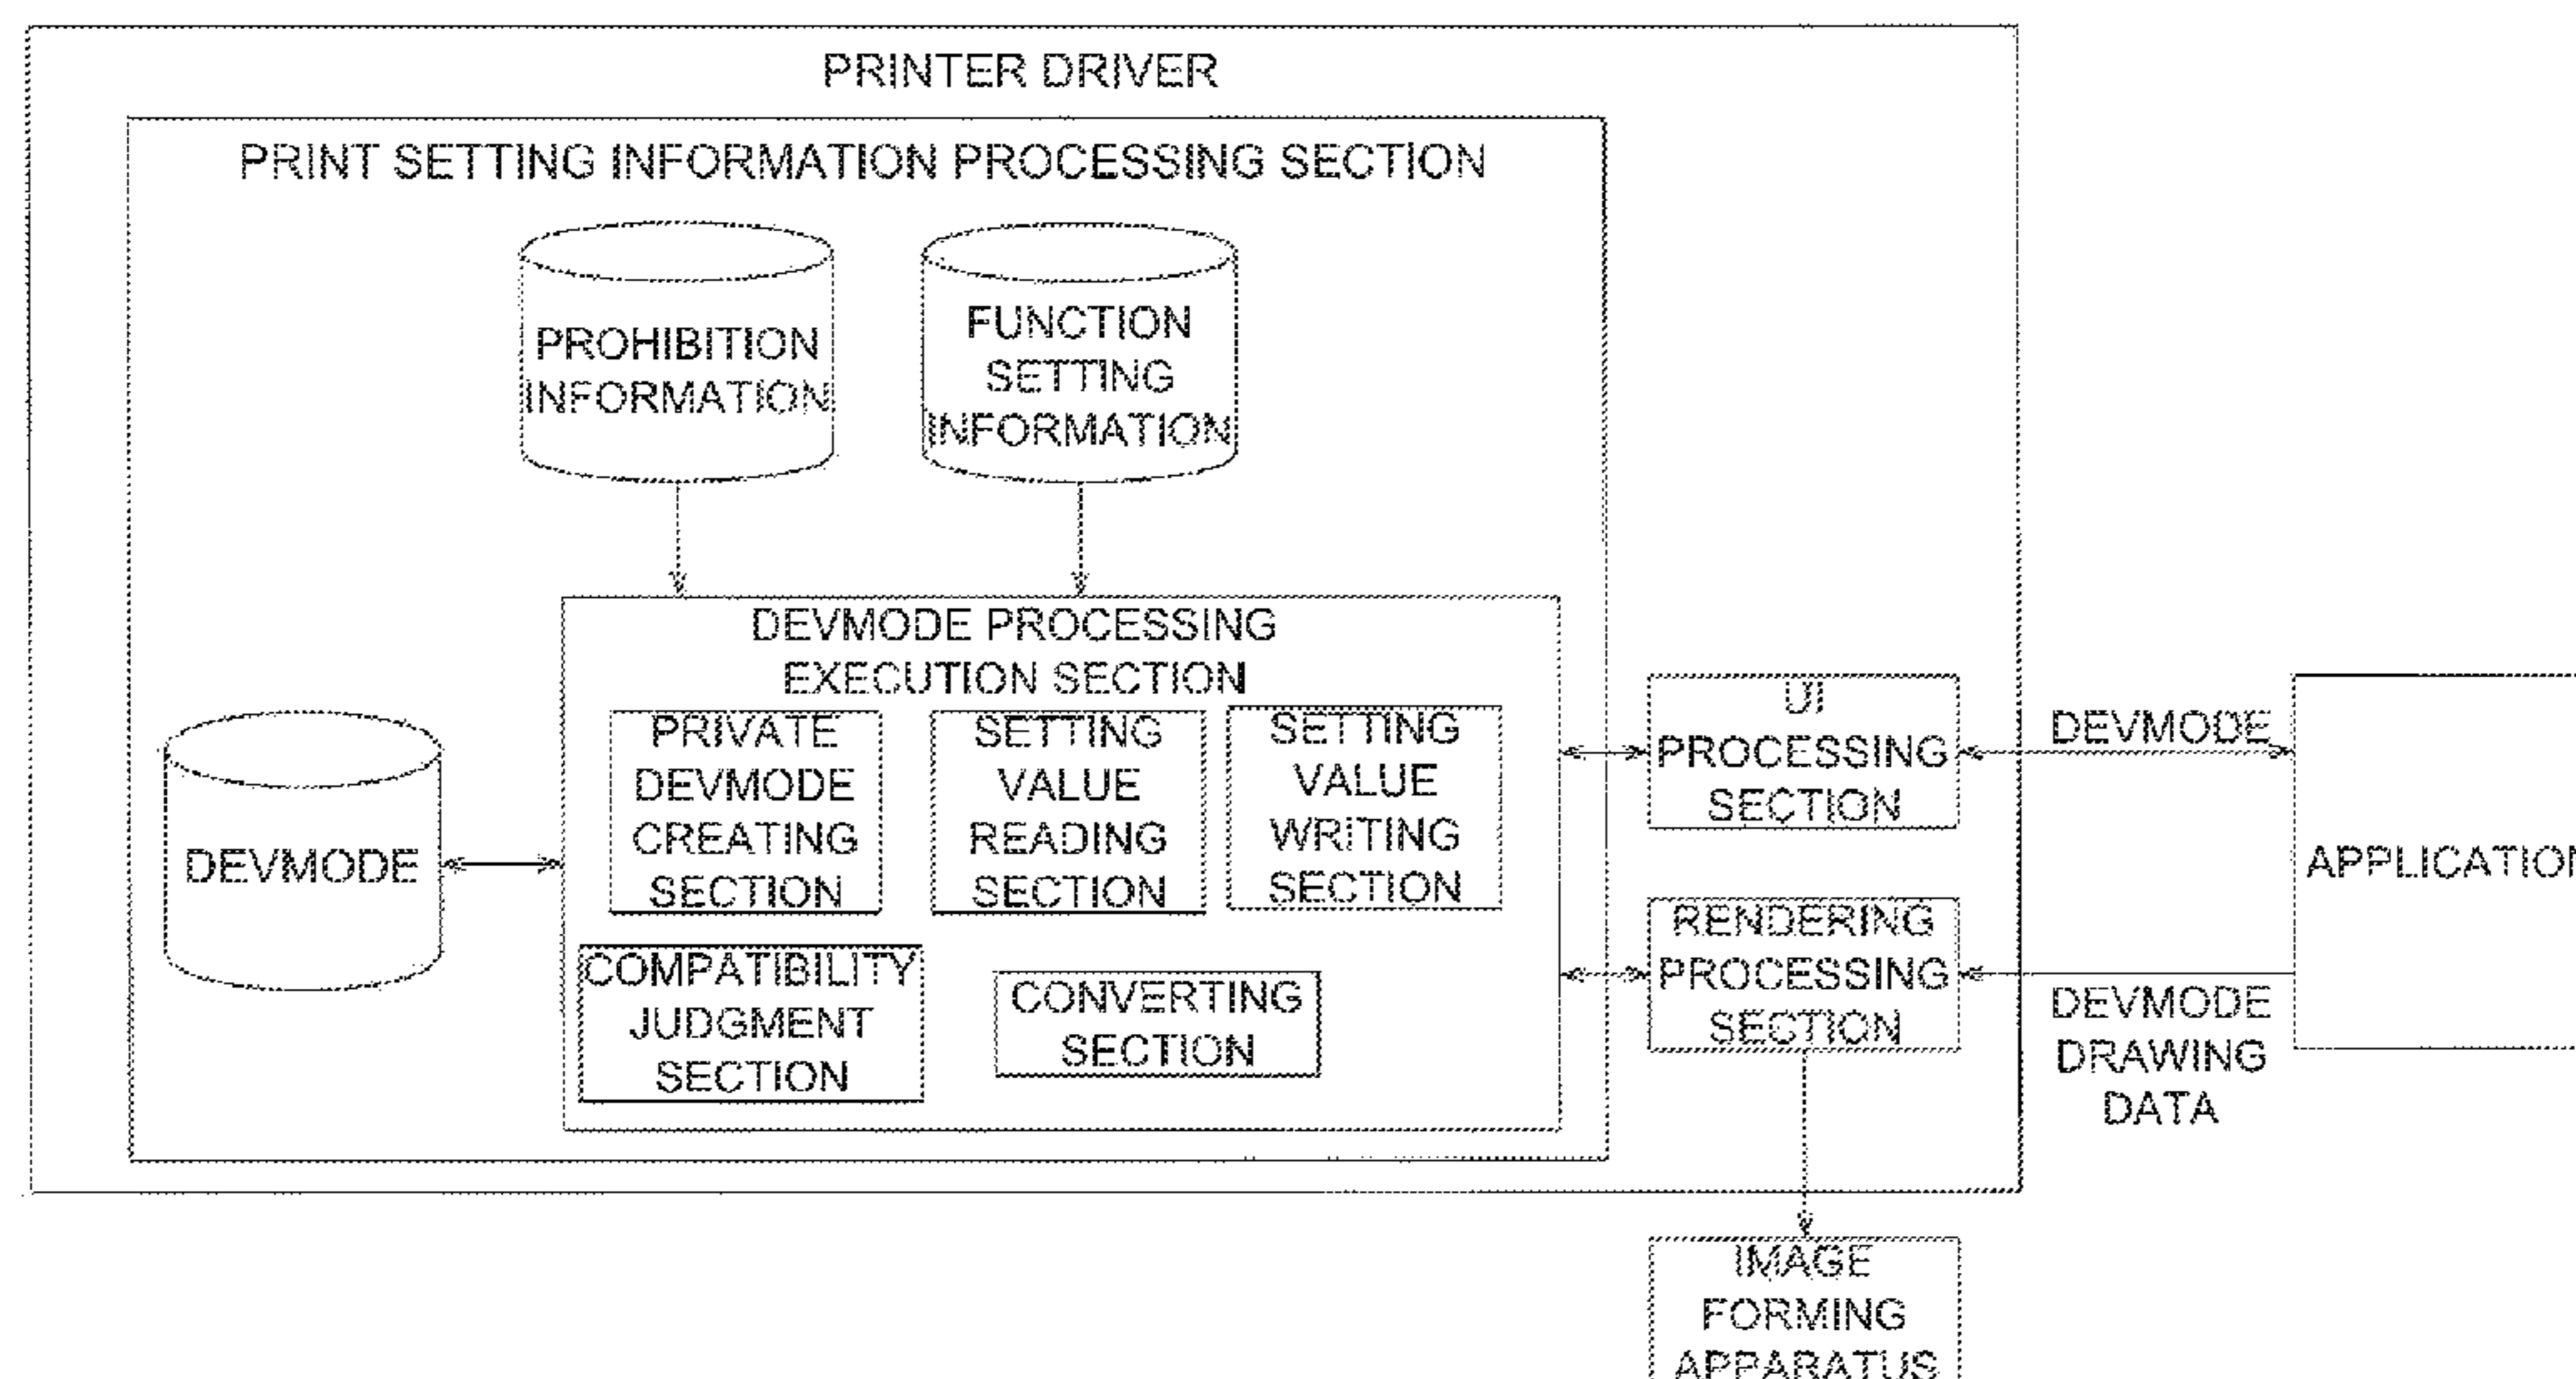 PRINTER DRIVER
PRINT SETTING INFORMATION PROCESSING SECTION
PROHIBITION
INFORMATION
FUNCTION
SETTING
INFORMATION
DEVMODE PROCESSING
EXECUTION SECTION
PRIVATE
DEVMODE
CREATING
SECTION
SETTING
VALUE
READING
SECTION
SETTING
VALUE
WRITING
SECTION
COMPATIBILITY
JUDGMENT
SECTION
CONVERTING
SECTION
DEVMODE
UI
PROCESSING
SECTION
DEVMODE
RENDERING
PROCESSING
SECTION
DEVMODE
DRAWING
DATA
APPLICATION
IMAGE
FORMING
APPARATUS